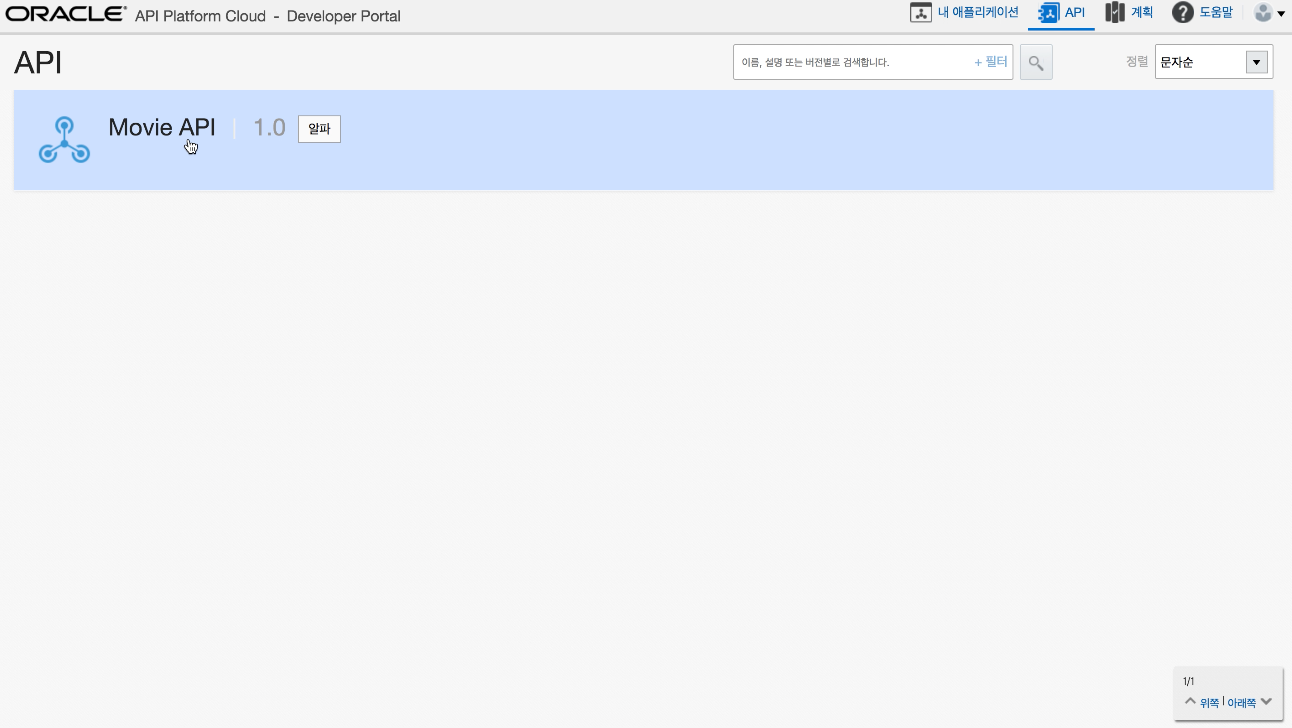 ORACLE® API Platform Cloud - Developer Portal
내 애플리케이션 API 계획 ? 도움말
API
이름, 설명 또는 버전별로 검색합니다. + 필터
정렬 문자순
Movie API | 1.0 알파
1/1
위쪽 | 아래쪽